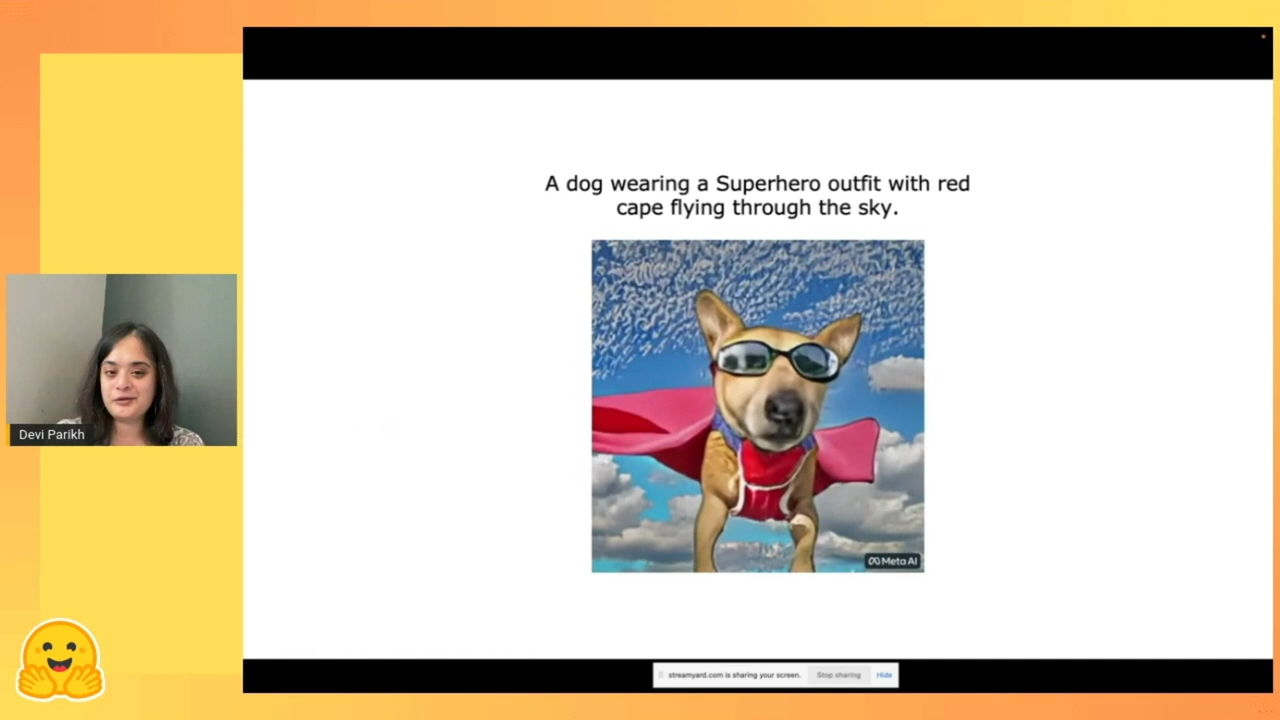 A dog wearing a Superhero outfit with red
cape flying through the sky.
Devi Parikh
Meta AI
streamyard.com is sharing your screen.
Stop sharing
Hide